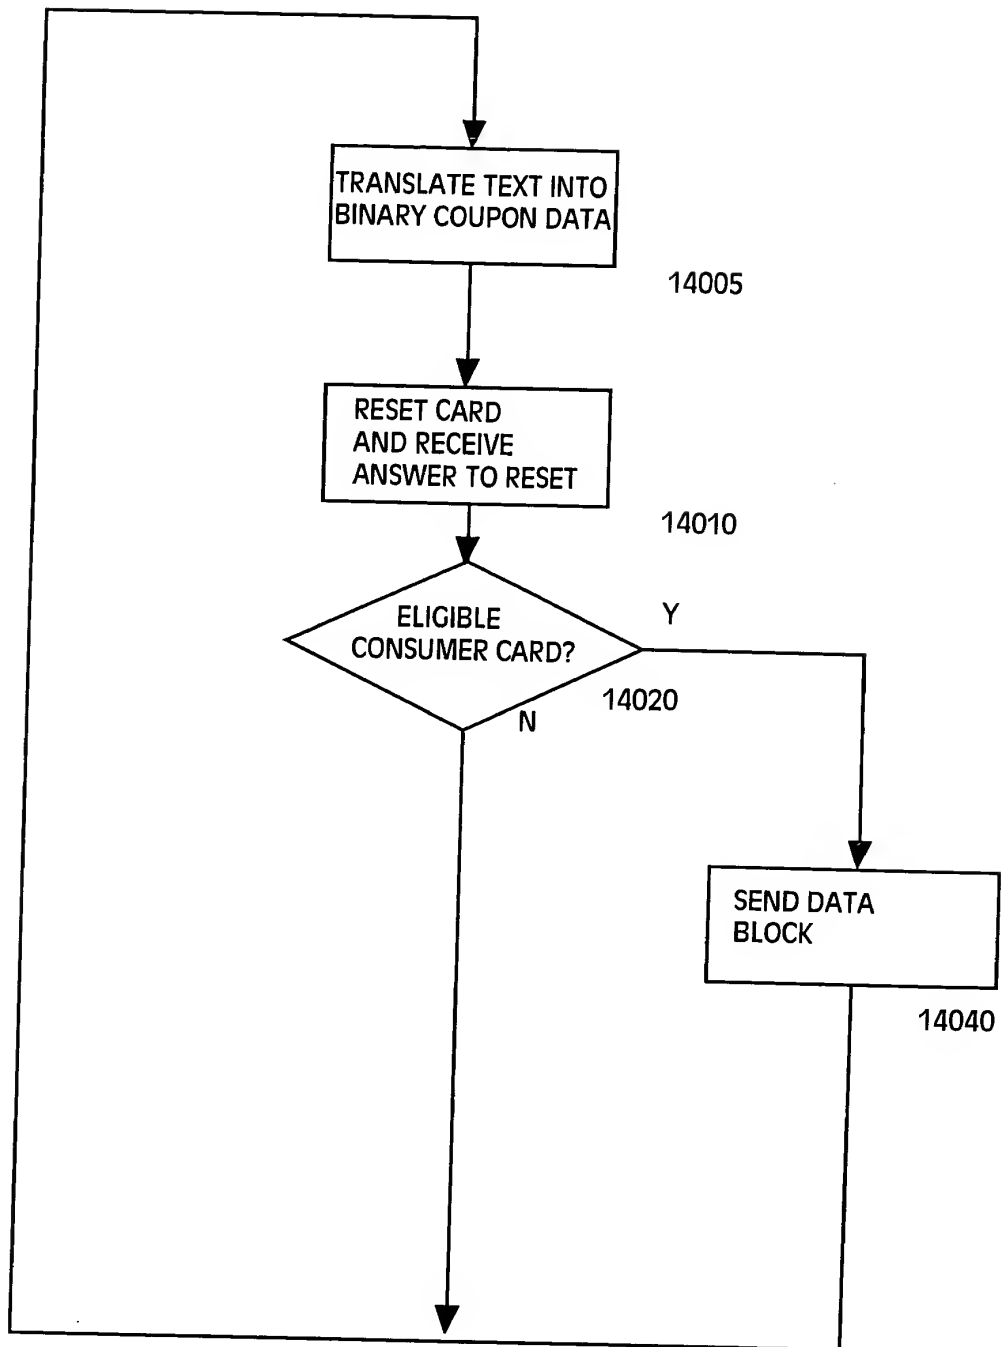 TRANSLATE TEXT INTO
BINARY COUPON DATA
14005
RESET CARD
AND RECEIVE
ANSWER TO RESET
14010
ELIGIBLE
CONSUMER CARD?
Y
14020
N
SEND DATA
BLOCK
14040